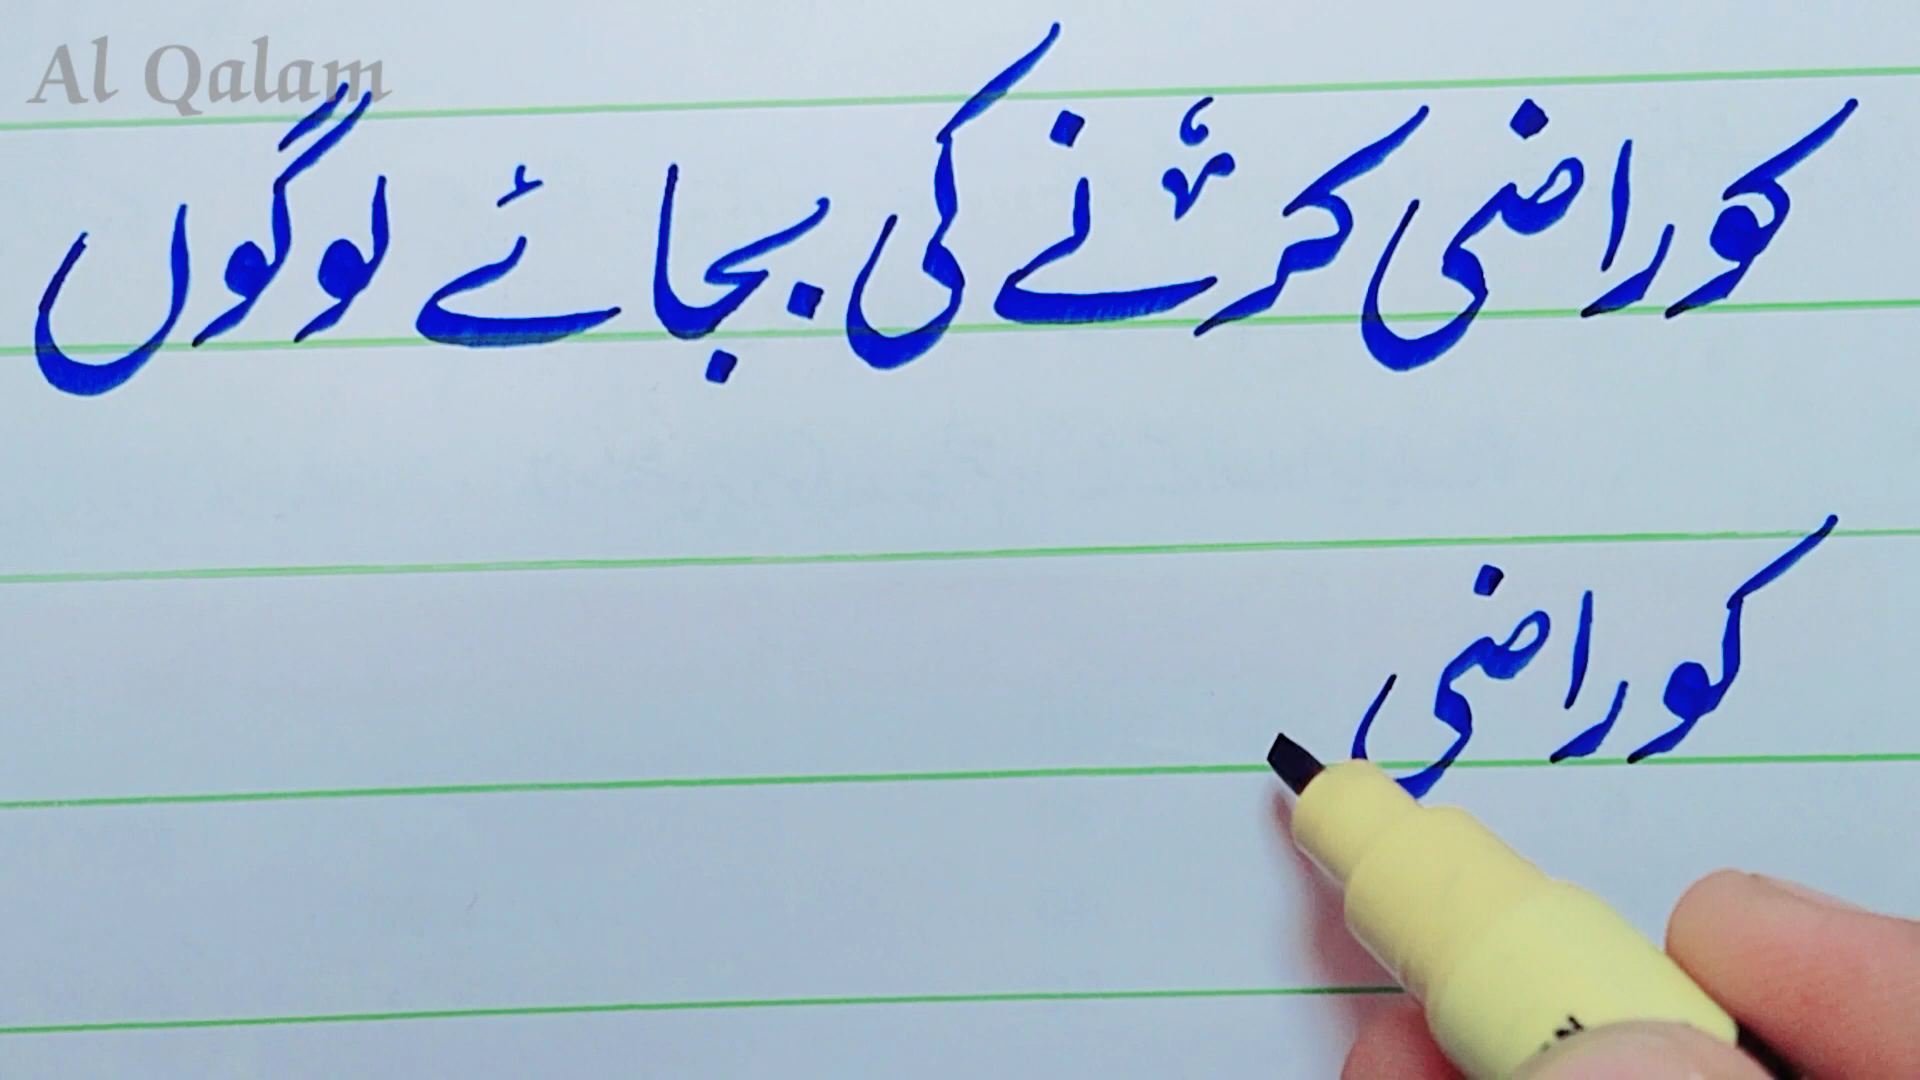 Al Qalam
کو راضی کرنے کی بجائے لوگوں
کو راضی